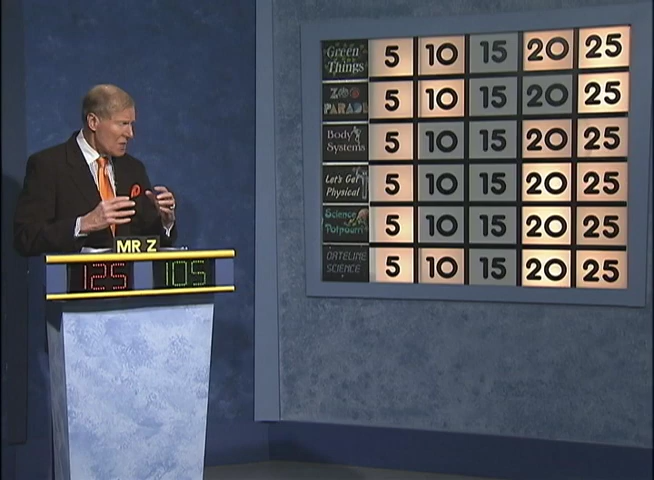 Green Things 5 10 15 20 25
ZOO PARADE 5 10 15 20 25
Body Systems 5 10 15 20 25
Let's Get Physical 5 10 15 20 25
Science Potpourri 5 10 15 20 25
DATELINE SCIENCE 5 10 15 20 25
MR Z
125 105